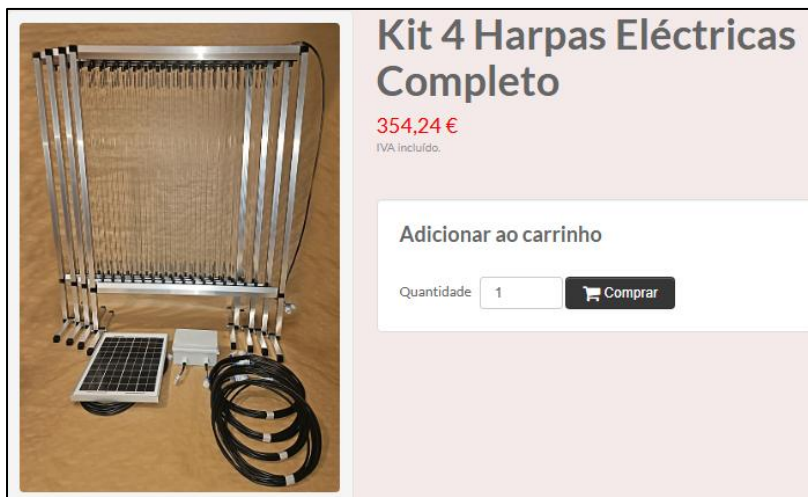 Kit 4 Harpas Eléctricas
Completo
354,24 €
IVA incluído.
Adicionar ao carrinho
Quantidade 1 Comprar